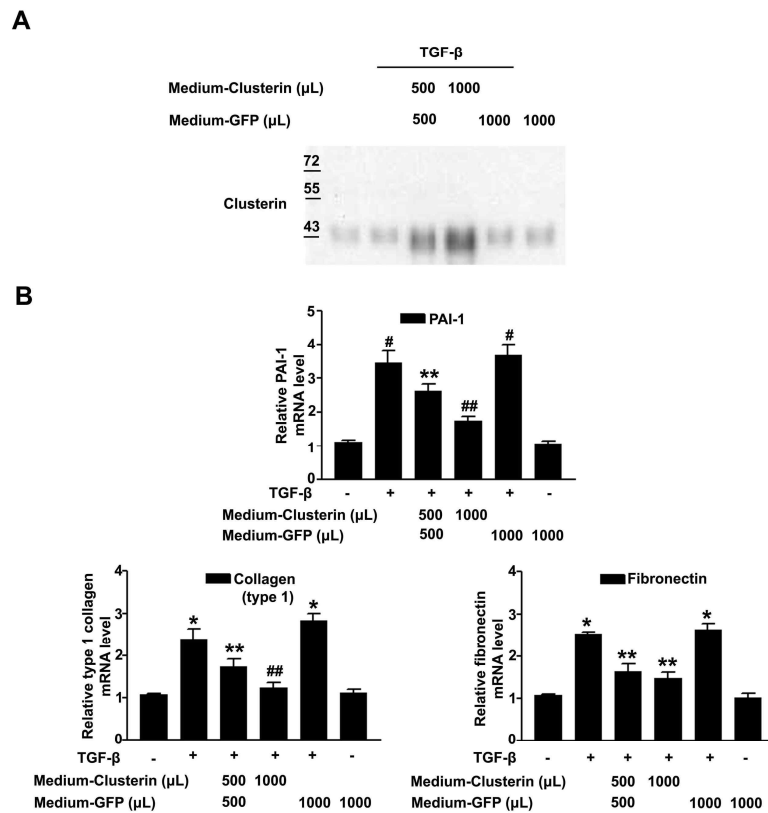 A
TGF-β
Medium-Clusterin (µL) 500 1000
Medium-GFP (µL) 500 1000 1000
72
55
Clusterin
43
B
PAI-1
Relative PAI-1
mRNA level
5
4
3
2
1
0
# ** ## #
TGF-β - + + + + -
Medium-Clusterin (µL) 500 1000
Medium-GFP (µL) 500 1000 1000
Collagen
(type 1)
Relative type 1 collagen
mRNA level
4
3
2
1
0
* ** ## *
TGF-β - + + + + -
Medium-Clusterin (µL) 500 1000
Medium-GFP (µL) 500 1000 1000
Fibronectin
Relative fibronectin
mRNA level
4
3
2
1
0
* ** ** *
TGF-β - + + + + -
Medium-Clusterin (µL) 500 1000
Medium-GFP (µL) 500 1000 1000